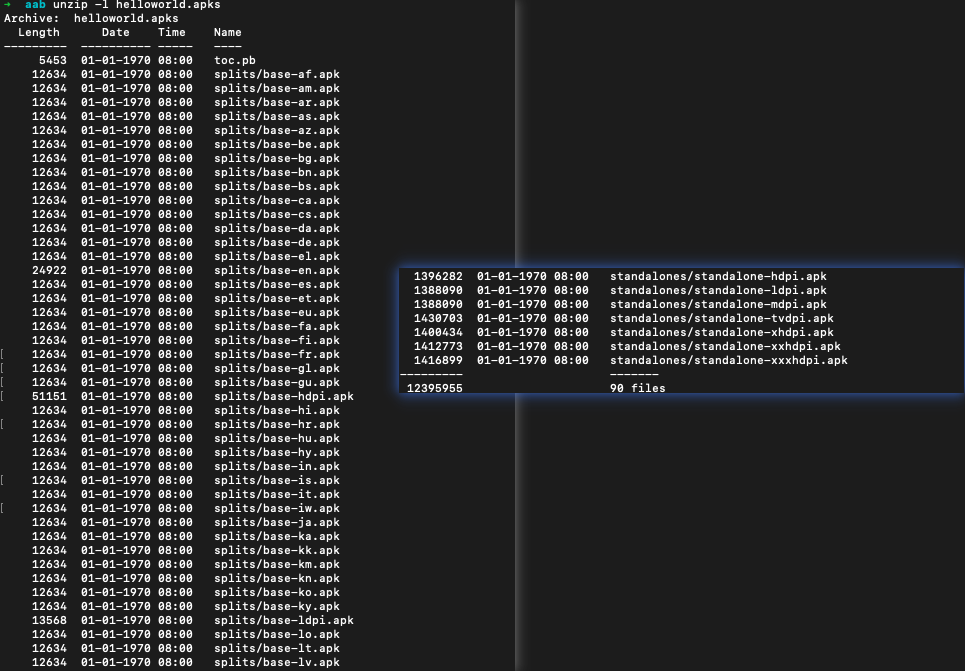 → aab unzip -l helloworld.apks
Archive:  helloworld.apks
  Length      Date    Time    Name
---------  ---------- -----   ----
     5453  01-01-1970 08:00   toc.pb
    12634  01-01-1970 08:00   splits/base-af.apk
    12634  01-01-1970 08:00   splits/base-am.apk
    12634  01-01-1970 08:00   splits/base-ar.apk
    12634  01-01-1970 08:00   splits/base-as.apk
    12634  01-01-1970 08:00   splits/base-az.apk
    12634  01-01-1970 08:00   splits/base-be.apk
    12634  01-01-1970 08:00   splits/base-bg.apk
    12634  01-01-1970 08:00   splits/base-bn.apk
    12634  01-01-1970 08:00   splits/base-bs.apk
    12634  01-01-1970 08:00   splits/base-ca.apk
    12634  01-01-1970 08:00   splits/base-cs.apk
    12634  01-01-1970 08:00   splits/base-da.apk
    12634  01-01-1970 08:00   splits/base-de.apk
    12634  01-01-1970 08:00   splits/base-el.apk
    24922  01-01-1970 08:00   splits/base-en.apk
    12634  01-01-1970 08:00   splits/base-es.apk
    12634  01-01-1970 08:00   splits/base-et.apk
    12634  01-01-1970 08:00   splits/base-eu.apk
    12634  01-01-1970 08:00   splits/base-fa.apk
    12634  01-01-1970 08:00   splits/base-fi.apk
[   12634  01-01-1970 08:00   splits/base-fr.apk
[   12634  01-01-1970 08:00   splits/base-gl.apk
[   12634  01-01-1970 08:00   splits/base-gu.apk
[   51151  01-01-1970 08:00   splits/base-hdpi.apk
    12634  01-01-1970 08:00   splits/base-hi.apk
[   12634  01-01-1970 08:00   splits/base-hr.apk
    12634  01-01-1970 08:00   splits/base-hu.apk
    12634  01-01-1970 08:00   splits/base-hy.apk
    12634  01-01-1970 08:00   splits/base-in.apk
[   12634  01-01-1970 08:00   splits/base-is.apk
    12634  01-01-1970 08:00   splits/base-it.apk
[   12634  01-01-1970 08:00   splits/base-iw.apk
    12634  01-01-1970 08:00   splits/base-ja.apk
    12634  01-01-1970 08:00   splits/base-ka.apk
    12634  01-01-1970 08:00   splits/base-kk.apk
    12634  01-01-1970 08:00   splits/base-km.apk
    12634  01-01-1970 08:00   splits/base-kn.apk
    12634  01-01-1970 08:00   splits/base-ko.apk
    12634  01-01-1970 08:00   splits/base-ky.apk
    13568  01-01-1970 08:00   splits/base-ldpi.apk
    12634  01-01-1970 08:00   splits/base-lo.apk
    12634  01-01-1970 08:00   splits/base-lt.apk
    12634  01-01-1970 08:00   splits/base-lv.apk
  1396282  01-01-1970 08:00   standalones/standalone-hdpi.apk
  1388090  01-01-1970 08:00   standalones/standalone-ldpi.apk
  1388090  01-01-1970 08:00   standalones/standalone-mdpi.apk
  1430703  01-01-1970 08:00   standalones/standalone-tvdpi.apk
  1400434  01-01-1970 08:00   standalones/standalone-xhdpi.apk
  1412773  01-01-1970 08:00   standalones/standalone-xxhdpi.apk
  1416899  01-01-1970 08:00   standalones/standalone-xxxhdpi.apk
---------                     -------
 12395955                     90 files